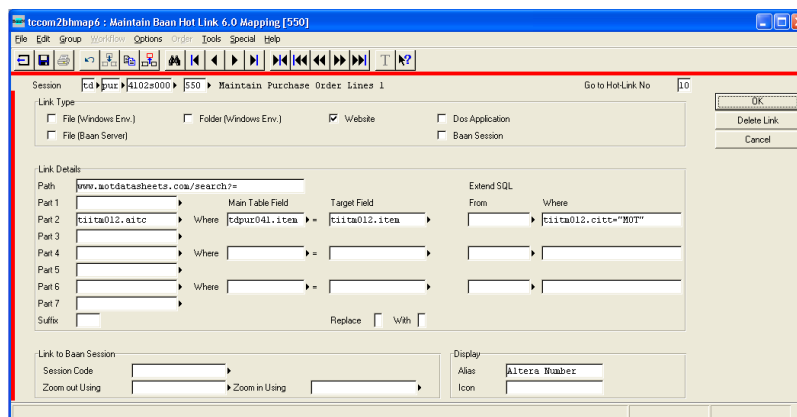 tccom2bhmap6 : Maintain Baan Hot Link 6.0 Mapping [550]
File Edit Group Workflow Options Order Tools Special Help
Session td pur 4102s000 550 Maintain Purchase Order Lines 1 Go to Hot-Link No 10
OK
Link Type
File (Windows Env.) Folder (Windows Env.) Website Dos Application
Delete Link
File (Baan Server) Baan Session
Cancel
Link Details
Path www.motdatasheets.com/search?= Extend SQL
Part 1 Main Table Field Target Field From Where
Part 2 tiitm012.aitc Where tdpur041.item = tiitm012.item tiitm012.citt="MOT"
Part 3
Part 4 Where =
Part 5
Part 6 Where =
Part 7
Suffix Replace With
Link to Baan Session Display
Session Code Alias Altera Number
Zoom out Using Zoom in Using Icon